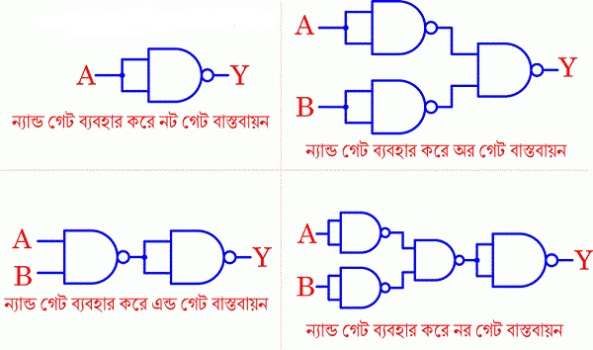 A
Y
ন্যান্ড গেট ব্যবহার করে নট গেট বাস্তবায়ন
A
B
Y
ন্যান্ড গেট ব্যবহার করে অর গেট বাস্তবায়ন
A
B
Y
ন্যান্ড গেট ব্যবহার করে এন্ড গেট বাস্তবায়ন
A
B
Y
ন্যান্ড গেট ব্যবহার করে নর গেট বাস্তবায়ন